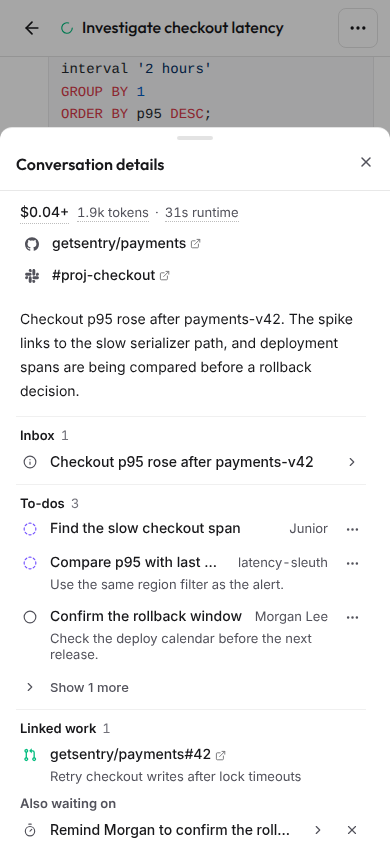 Investigate checkout latency
interval '2 hours'
GROUP BY 1
ORDER BY p95 DESC;
Conversation details
$0.04+ 1.9k tokens · 31s runtime
getsentry/payments
#proj-checkout
Checkout p95 rose after payments-v42. The spike
links to the slow serializer path, and deployment
spans are being compared before a rollback
decision.
Inbox 1
Checkout p95 rose after payments-v42
To-dos 3
Find the slow checkout span Junior
Compare p95 with last ... latency-sleuth
Use the same region filter as the alert.
Confirm the rollback window Morgan Lee
Check the deploy calendar before the next
release.
Show 1 more
Linked work 1
getsentry/payments#42
Retry checkout writes after lock timeouts
Also waiting on
Remind Morgan to confirm the roll...